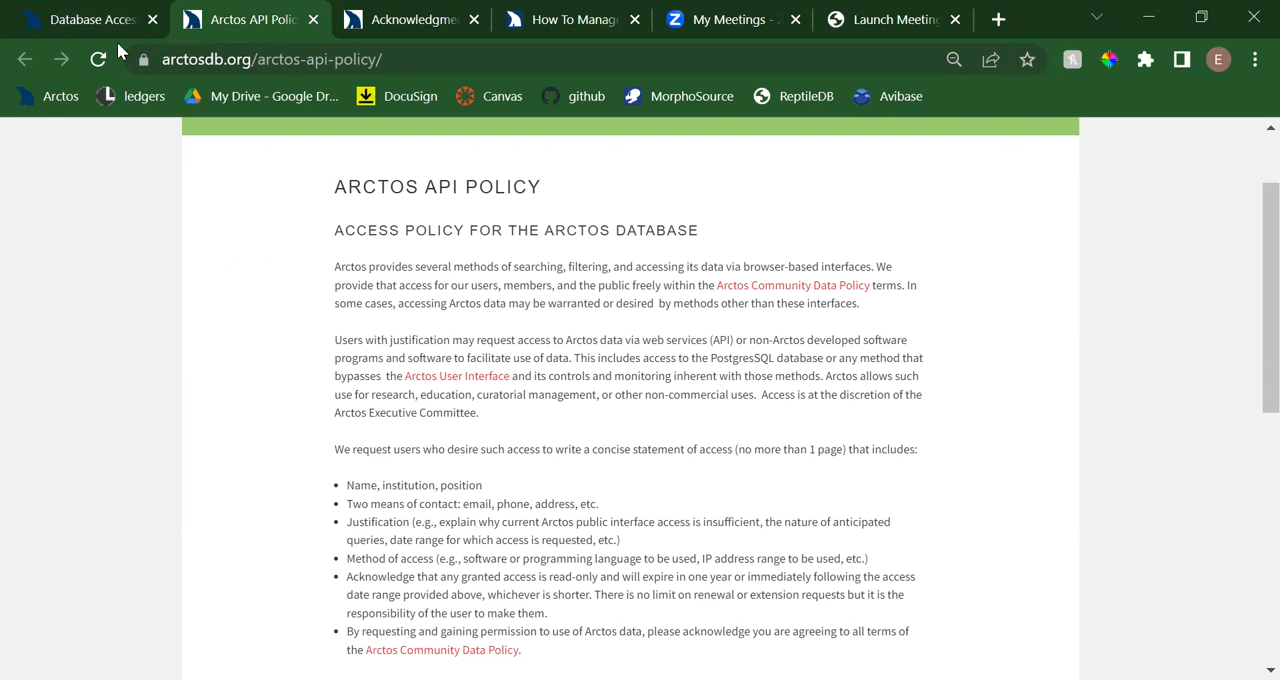 Database Acces
Arctos API Polic
Acknowledgme
How To Manag
My Meetings - Z
Launch Meeting
arctosdb.org/arctos-api-policy/
E
Arctos
ledgers
My Drive - Google Dr...
DocuSign
Canvas
github
MorphoSource
ReptileDB
Avibase
ARCTOS API POLICY
ACCESS POLICY FOR THE ARCTOS DATABASE
Arctos provides several methods of searching, filtering, and accessing its data via browser-based interfaces. We
provide that access for our users, members, and the public freely within the Arctos Community Data Policy terms. In
some cases, accessing Arctos data may be warranted or desired by methods other than these interfaces.
Users with justification may request access to Arctos data via web services (API) or non-Arctos developed software
programs and software to facilitate use of data. This includes access to the PostgresSQL database or any method that
bypasses the Arctos User Interface and its controls and monitoring inherent with those methods. Arctos allows such
use for research, education, curatorial management, or other non-commercial uses. Access is at the discretion of the
Arctos Executive Committee.
We request users who desire such access to write a concise statement of access (no more than 1 page) that includes:
• Name, institution, position
• Two means of contact: email, phone, address, etc.
• Justification (e.g., explain why current Arctos public interface access is insufficient, the nature of anticipated
queries, date range for which access is requested, etc.)
• Method of access (e.g., software or programming language to be used, IP address range to be used, etc.)
• Acknowledge that any granted access is read-only and will expire in one year or immediately following the access
date range provided above, whichever is shorter. There is no limit on renewal or extension requests but it is the
responsibility of the user to make them.
• By requesting and gaining permission to use of Arctos data, please acknowledge you are agreeing to all terms of
the Arctos Community Data Policy.